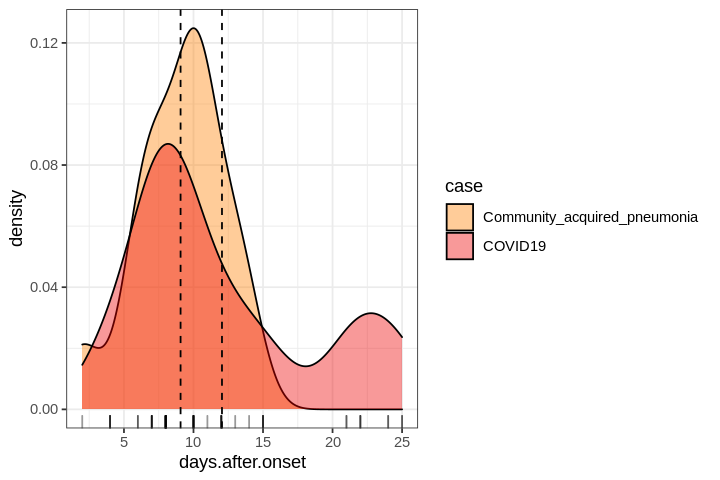 0.12
0.08
0.04
0.00
density
5 10 15 20 25
days.after.onset
case
Community_acquired_pneumonia
COVID19